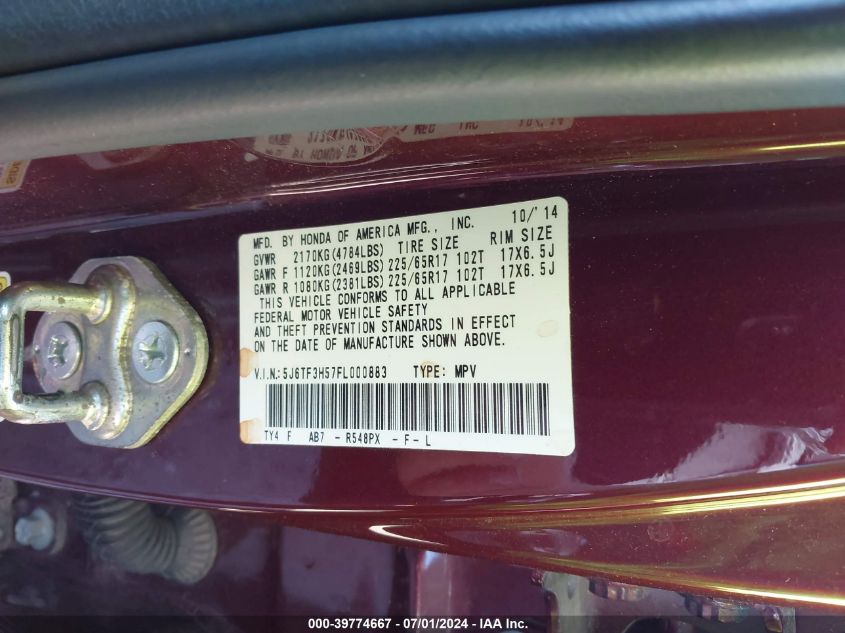 MFD. BY HONDA OF AMERICA MFG., INC. 10/'14
GVWR 2170KG(4784LBS) TIRE SIZE RIM SIZE
GAWR F 1120KG(2469LBS) 225/65R17 102T 17X6.5J
GAWR R 1080KG(2381LBS) 225/65R17 102T 17X6.5J
THIS VEHICLE CONFORMS TO ALL APPLICABLE
FEDERAL MOTOR VEHICLE SAFETY
AND THEFT PREVENTION STANDARDS IN EFFECT
ON THE DATE OF MANUFACTURE SHOWN ABOVE.
V.I.N.: 5J6TF3H57FL000883 TYPE: MPV
TY4 F AB7 - R548PX - F - L
000-39774667 - 07/01/2024 - IAA Inc.